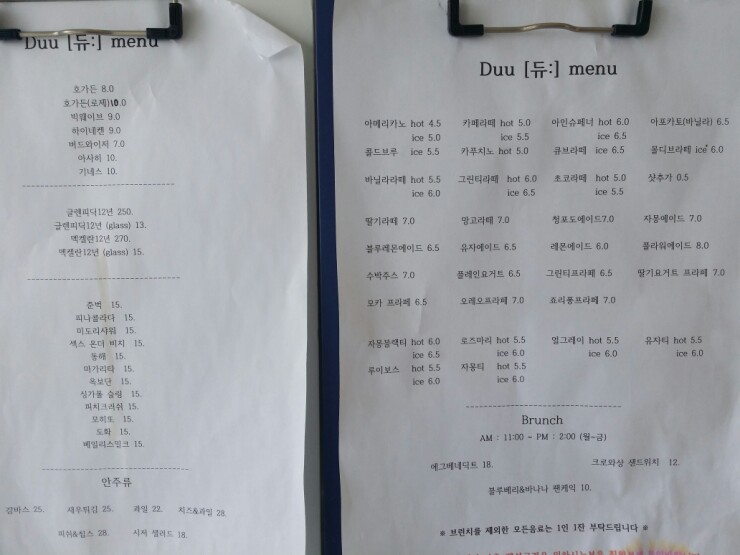 Duu [듀:] menu
호가든 8.0
호가든(로제)10.0
빅웨이브 9.0
하이네켄 9.0
버드와이저 7.0
아사히 10.
기네스 10.
글렌피딕12년 250.
글렌피딕12년 (glass) 13.
맥켈란12년 270.
맥켈란12년 (glass) 15.
준벅 15.
피나콜라다 15.
미도리사워 15.
섹스 온더 비치 15.
동해 15.
마가리타 15.
옥보단 15.
싱가폴 슬링 15.
퍼치크러쉬 15.
모히또 15.
도화 15.
베일리스밀크 15.
안주류
감바스 25. 새우튀김 25. 과일 22. 치즈&과일 28.
피쉬&칩스 28. 시저 샐러드 18.
Duu [듀:] menu
아메리카노 hot 4.5 카페라떼 hot 5.0 아인슈페너 hot 6.0 아포카토(바닐라) 6.5
ice 5.0 ice 5.5 ice 6.5
콜드브루 ice 5.5 카푸치노 hot 5.0 큐브라떼 ice 6.5 콜디브라떼 ice 6.0
바닐라라떼 hot 5.5 그린티라떼 hot 6.0 초코라떼 hot 5.0 샷추가 0.5
ice 6.0 ice 6.5 ice 5.5
딸기라떼 7.0 망고라떼 7.0 청포도에이드7.0 자몽에이드 7.0
블루레몬에이드 6.5 유자에이드 6.5 레몬에이드 6.0 플라워에이드 8.0
수박주스 7.0 플레인요거트 6.5 그린티프라페 6.5 딸기요거트 프라페 7.0
모카 프라페 6.5 오레오프라페 7.0 죠리퐁프라페 7.0
자몽블랙티 hot 6.0 로즈마리 hot 5.5 얼그레이 hot 5.5 유자티 hot 5.5
ice 6.5 ice 6.0 ice 6.0 ice 6.0
루이보스 hot 5.5 자몽티 hot 5.5
ice 6.0 ice 6.0
Brunch
AM : 11:00 - PM : 2:00 (월~금)
에그베네딕트 18. 크로와상 샌드위치 12.
블루베리&바나나 팬케익 10.
※ 브런치를 제외한 모든음료는 1인 1잔 부탁드립니다 ※